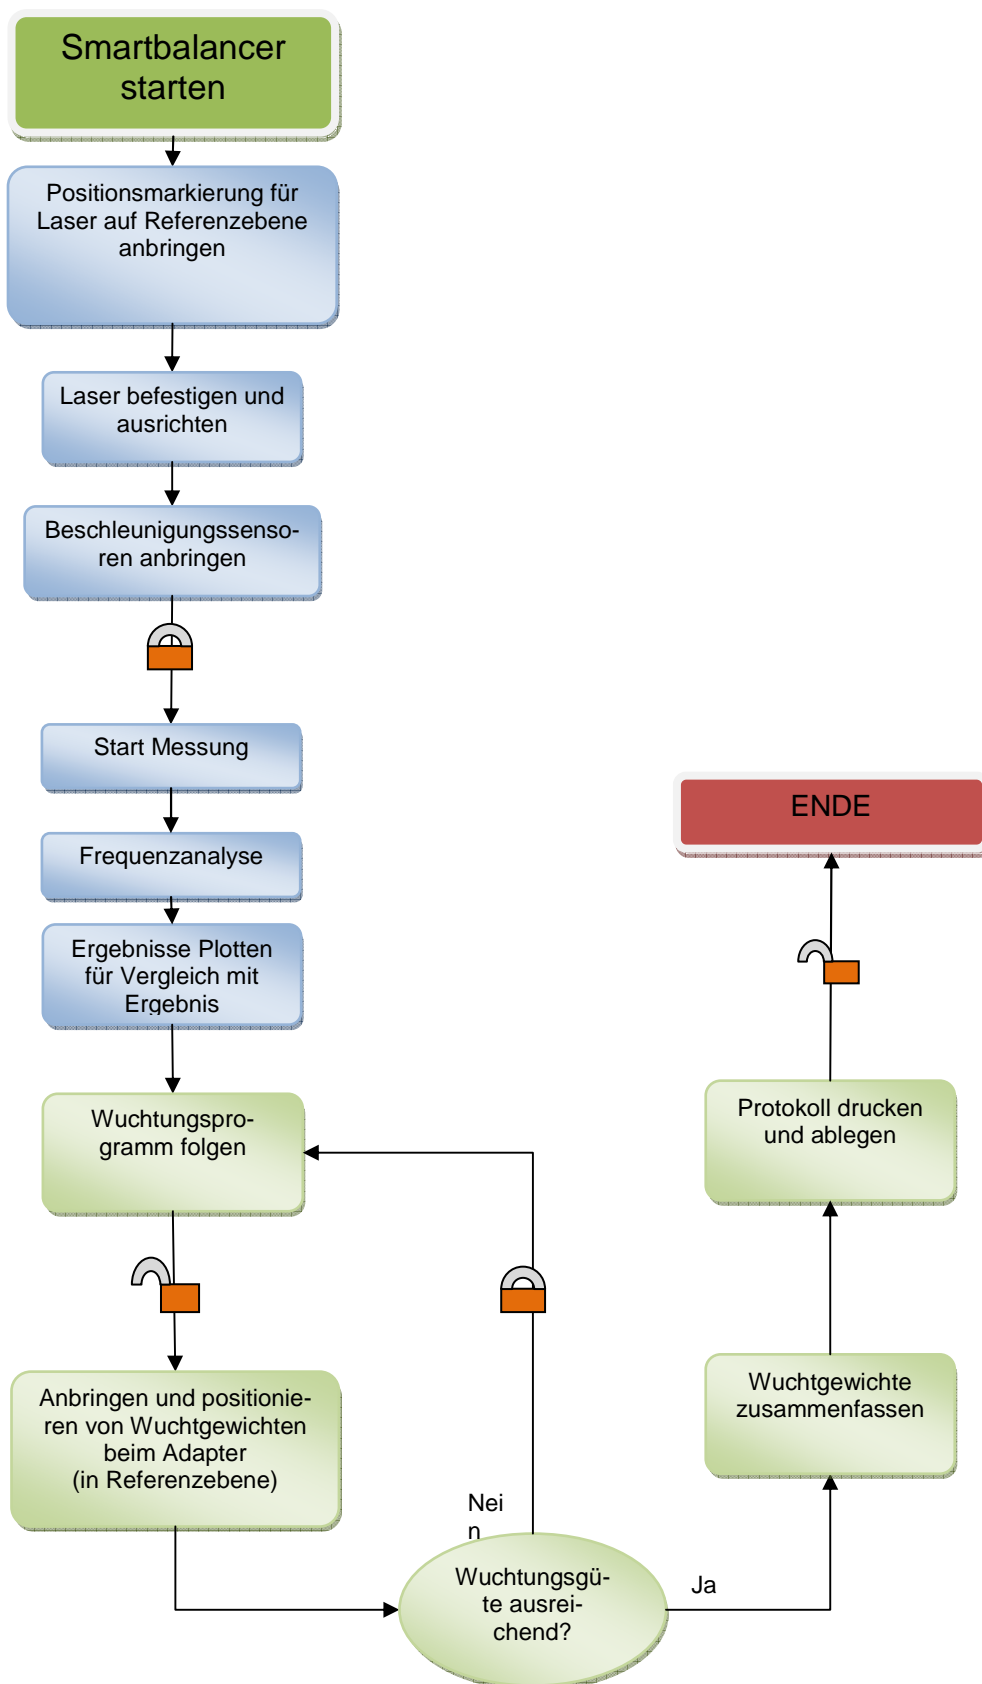 Smartbalancer
starten
Positionsmarkierung für
Laser auf Referenzebene
anbringen
Laser befestigen und
ausrichten
Beschleunigungssenso-
ren anbringen
Start Messung
Frequenzanalyse
Ergebnisse Plotten
für Vergleich mit
Ergebnis
Wuchtungspro-
gramm folgen
Anbringen und positionie-
ren von Wuchtgewichten
beim Adapter
(in Referenzebene)
Nei
n
Wuchtungsgü-
te ausrei-
chend?
Ja
Wuchtgewichte
zusammenfassen
Protokoll drucken
und ablegen
ENDE